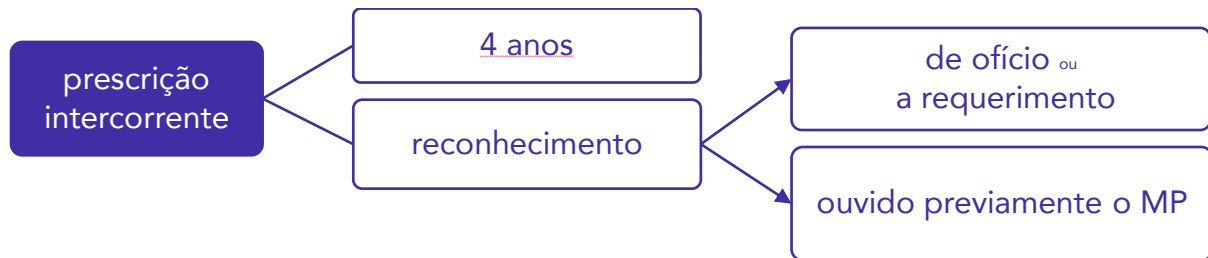 prescrição
intercorrente
4 anos
reconhecimento
de ofício ou
a requerimento
ouvido previamente o MP